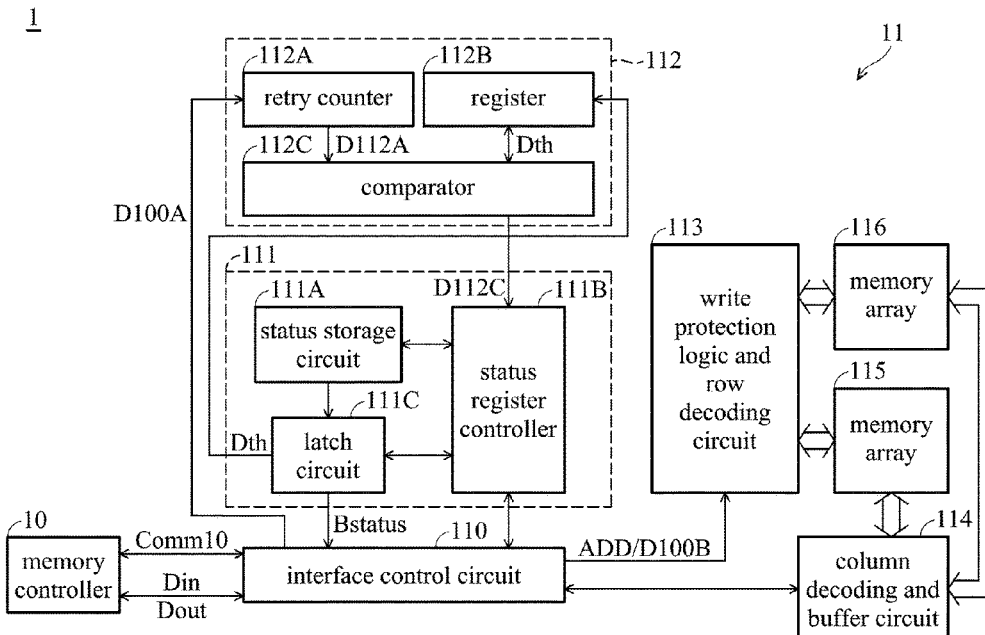 1
11
112A
112B
112
retry counter
register
112C
D112A
Dth
comparator
D100A
111
D112C
111B
111A
status storage
circuit
status
register
controller
111C
Dth
latch
circuit
113
write
protection
logic and
row
decoding
circuit
116
memory
array
115
memory
array
10
memory
controller
Comm10
Din
Dout
Bstatus
110
interface control circuit
ADD/D100B
114
column
decoding and
buffer circuit